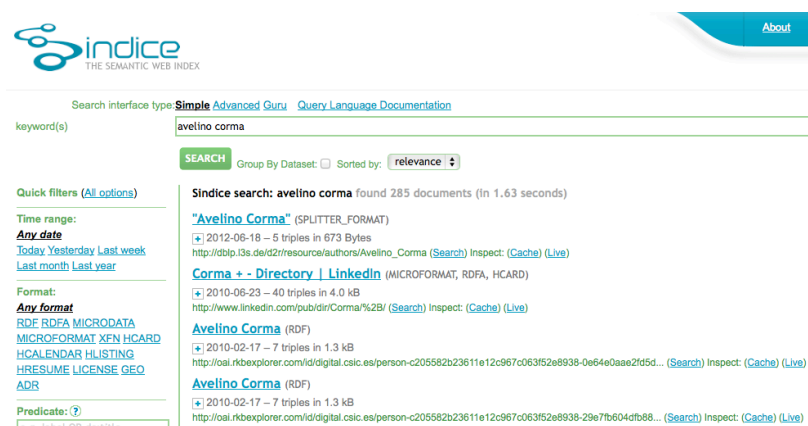 About
Sindice
THE SEMANTIC WEB INDEX
Search interface type: Simple Advanced Guru Query Language Documentation
keyword(s)
avelino corma
SEARCH Group By Dataset: Sorted by: relevance
Quick filters (All options)
Time range:
Any date
Today Yesterday Last week
Last month Last year
Format:
Any format
RDF RDFA MICRODATA
MICROFORMAT XFN HCARD
HCALENDAR HLISTING
HRESUME LICENSE GEO
ADR
Predicate: ?
Sindice search: avelino corma found 285 documents (in 1.63 seconds)
"Avelino Corma" (SPLITTER_FORMAT)
+ 2012-06-18 – 5 triples in 673 Bytes
http://dblp.l3s.de/d2r/resource/authors/Avelino_Corma (Search) Inspect: (Cache) (Live)
Corma + - Directory | LinkedIn (MICROFORMAT, RDFA, HCARD)
+ 2010-06-23 – 40 triples in 4.0 kB
http://www.linkedin.com/pub/dir/Corma/%2B/ (Search) Inspect: (Cache) (Live)
Avelino Corma (RDF)
+ 2010-02-17 – 7 triples in 1.3 kB
http://oai.rkbexplorer.com/id/digital.csic.es/person-c205582b23611e12c967c063f52e8938-0e64e0aae2fd5d... (Search) Inspect: (Cache) (Live)
Avelino Corma (RDF)
+ 2010-02-17 – 7 triples in 1.3 kB
http://oai.rkbexplorer.com/id/digital.csic.es/person-c205582b23611e12c967c063f52e8938-29e7fb604dfb88... (Search) Inspect: (Cache) (Live)